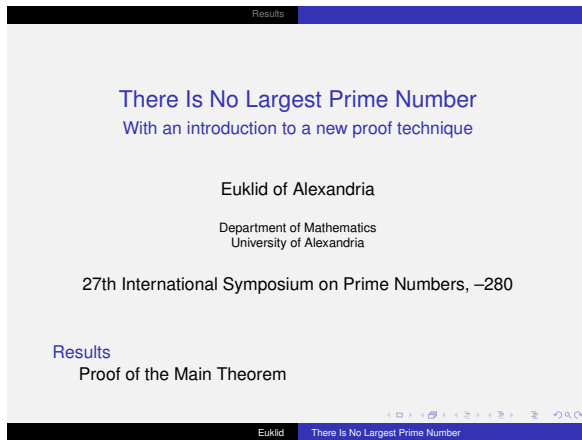 Results
There Is No Largest Prime Number
With an introduction to a new proof technique
Euklid of Alexandria
Department of Mathematics
University of Alexandria
27th International Symposium on Prime Numbers, –280
Results
Proof of the Main Theorem
Euklid There Is No Largest Prime Number